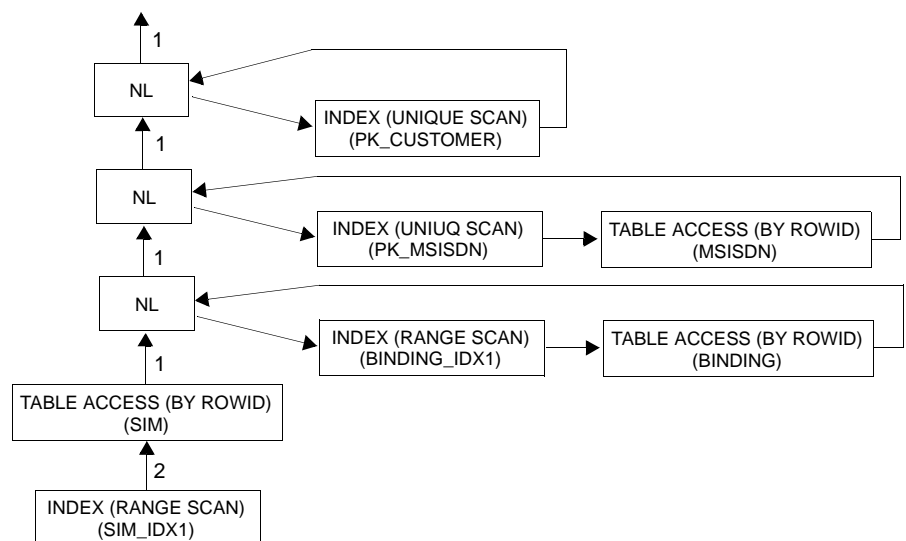 1
NL
INDEX (UNIQUE SCAN)
(PK_CUSTOMER)
1
NL
INDEX (UNIUQ SCAN)
(PK_MSISDN)
TABLE ACCESS (BY ROWID)
(MSISDN)
1
NL
INDEX (RANGE SCAN)
(BINDING_IDX1)
TABLE ACCESS (BY ROWID)
(BINDING)
1
TABLE ACCESS (BY ROWID)
(SIM)
2
INDEX (RANGE SCAN)
(SIM_IDX1)